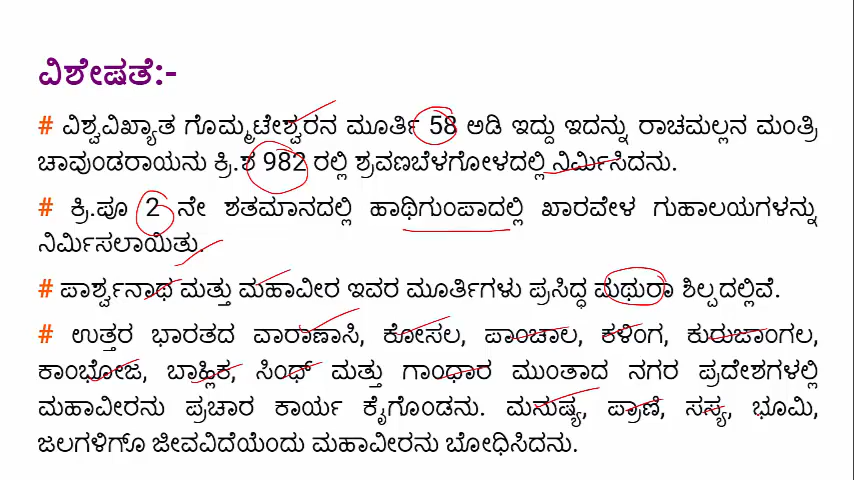 ವಿಶೇಷತೆ:-
# ವಿಶ್ವವಿಖ್ಯಾತ ಗೊಮ್ಮಟೇಶ್ವರನ ಮೂರ್ತಿ 58 ಅಡಿ ಇದ್ದು ಇದನ್ನು ರಾಚಮಲ್ಲನ ಮಂತ್ರಿ
ಚಾವುಂಡರಾಯನು ಕ್ರಿ.ಶ 982 ರಲ್ಲಿ ಶ್ರವಣಬೆಳಗೋಳದಲ್ಲಿ ನಿರ್ಮಿಸಿದನು.
# ಕ್ರಿ.ಪೂ 2 ನೇ ಶತಮಾನದಲ್ಲಿ ಹಾಥಿಗುಂಪಾದಲ್ಲಿ ಖಾರವೇಳ ಗುಹಾಲಯಗಳನ್ನು
ನಿರ್ಮಿಸಲಾಯಿತು.
# ಪಾರ್ಶ್ವನಾಥ ಮತ್ತು ಮಹಾವೀರ ಇವರ ಮೂರ್ತಿಗಳು ಪ್ರಸಿದ್ಧ ಮಥುರಾ ಶಿಲ್ಪದಲ್ಲಿವೆ.
# ಉತ್ತರ ಭಾರತದ ವಾರಾಣಾಸಿ, ಕೋಸಲ, ಪಾಂಚಾಲ, ಕಳಿಂಗ, ಕುರುಜಾಂಗಲ,
ಕಾಂಭೋಜ, ಬಾಹ್ಲಿಕ, ಸಿಂಧ್ ಮತ್ತು ಗಾಂಧಾರ ಮುಂತಾದ ನಗರ ಪ್ರದೇಶಗಳಲ್ಲಿ
ಮಹಾವೀರನು ಪ್ರಚಾರ ಕಾರ್ಯ ಕೈಗೊಂಡನು. ಮನುಷ್ಯ, ಪ್ರಾಣಿ, ಸಸ್ಯ, ಭೂಮಿ,
ಜಲಗಳಿಗೂ ಜೀವವಿದೆಯೆಂದು ಮಹಾವೀರನು ಬೋಧಿಸಿದನು.